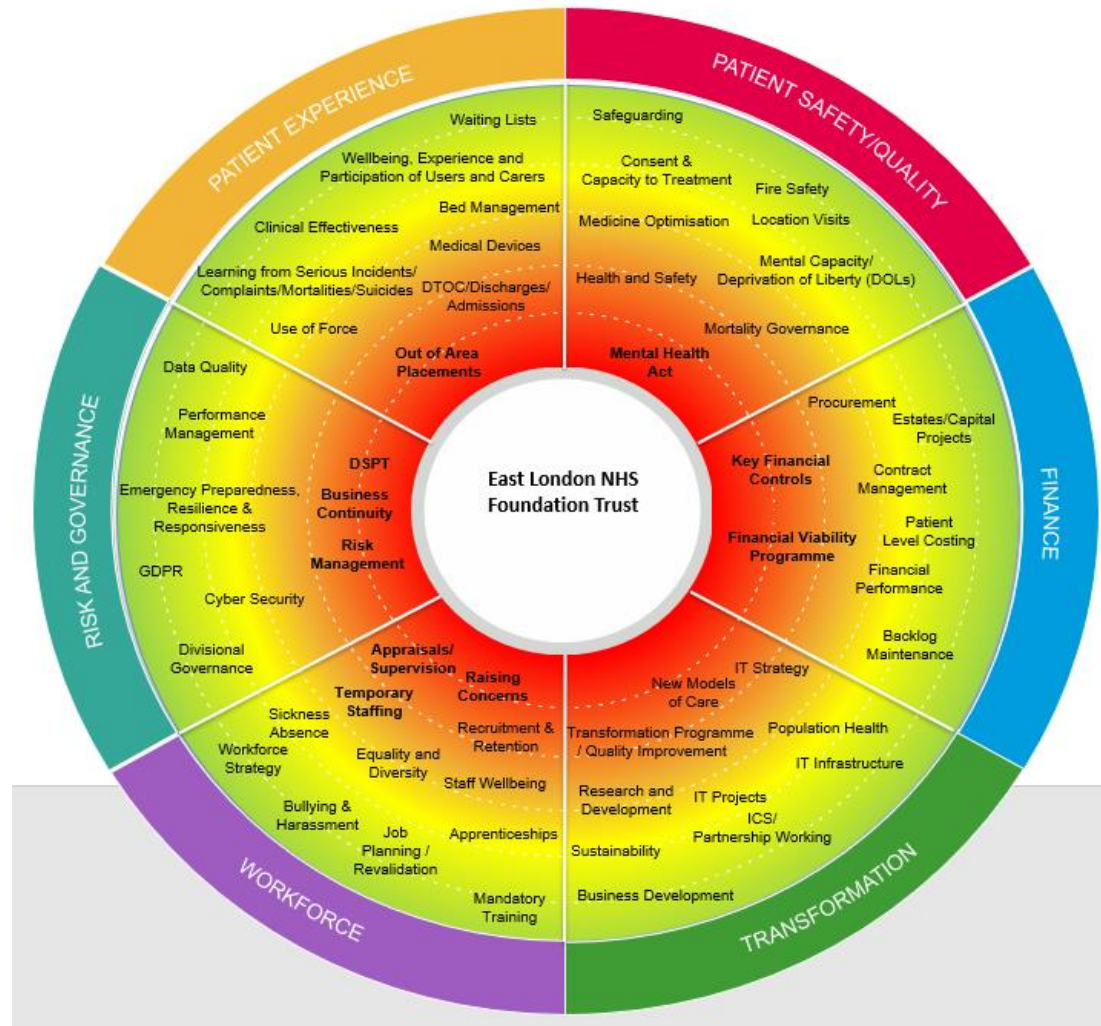 PATIENT EXPERIENCE
Waiting Lists
Wellbeing, Experience and
Participation of Users and Carers
Bed Management
Clinical Effectiveness
Medical Devices
Learning from Serious Incidents/
Complaints/Mortalities/Suicides
DTOC/Discharges/
Admissions
Use of Force
Out of Area
Placements
PATIENT SAFETY/QUALITY
Safeguarding
Consent &
Capacity to Treatment
Fire Safety
Medicine Optimisation
Location Visits
Mental Capacity/
Deprivation of Liberty (DOLs)
Health and Safety
Mortality Governance
Mental Health
Act
FINANCE
Procurement
Estates/Capital
Projects
Key Financial
Controls
Contract
Management
Patient
Level Costing
Financial Viability
Programme
Financial
Performance
Backlog
Maintenance
TRANSFORMATION
IT Strategy
New Models
of Care
Transformation Programme
/ Quality Improvement
Population Health
IT Infrastructure
Research and
Development
IT Projects
ICS/
Partnership Working
Sustainability
Business Development
WORKFORCE
Appraisals/
Supervision
Raising
Concerns
Temporary
Staffing
Sickness
Absence
Recruitment &
Retention
Workforce
Strategy
Equality and
Diversity
Staff Wellbeing
Bullying &
Harassment
Job
Planning /
Revalidation
Apprenticeships
Mandatory
Training
RISK AND GOVERNANCE
Data Quality
Performance
Management
DSPT
Emergency Preparedness,
Resilience &
Responsiveness
Business
Continuity
Risk
Management
GDPR
Cyber Security
Divisional
Governance
East London NHS
Foundation Trust